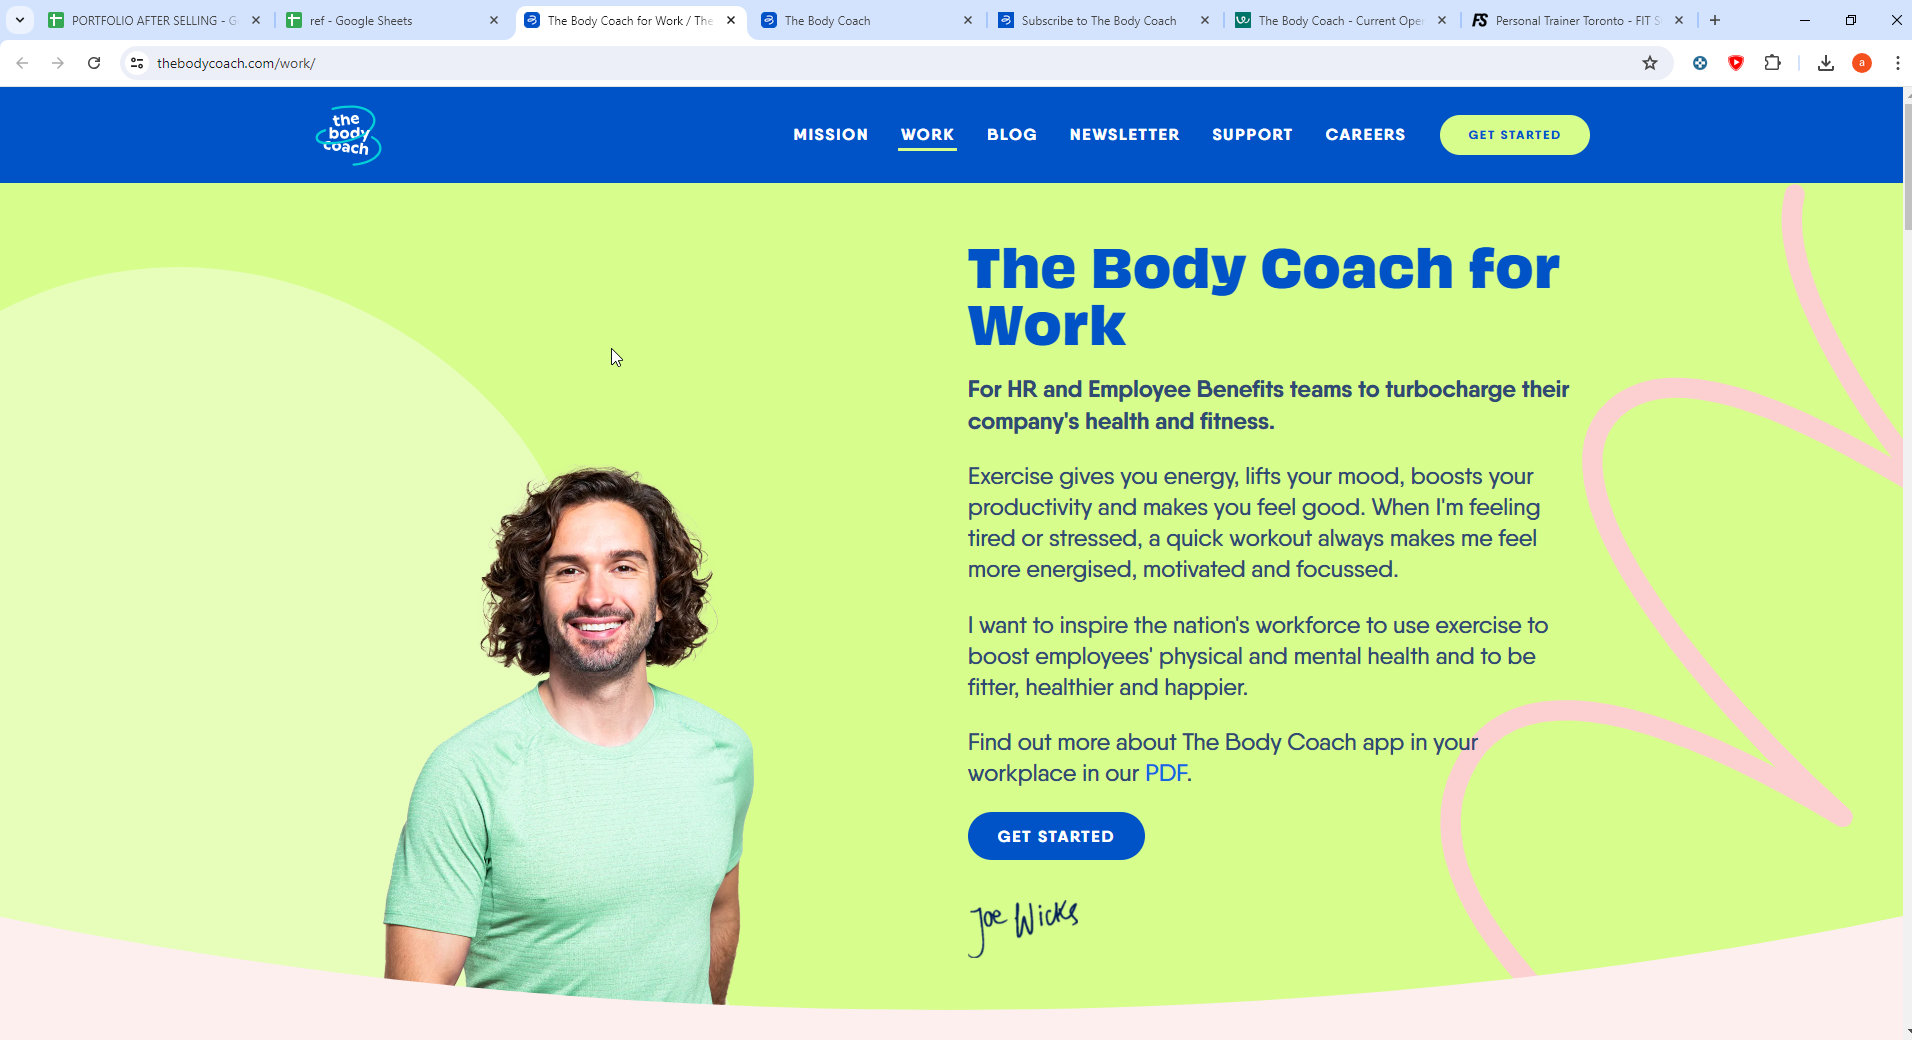 PORTFOLIO AFTER SELLING - G
ref - Google Sheets
The Body Coach for Work / The
The Body Coach
Subscribe to The Body Coach
The Body Coach - Current Ope
Personal Trainer Toronto - FIT S
thebodycoach.com/work/
a
the
body
coach
MISSION
WORK
BLOG
NEWSLETTER
SUPPORT
CAREERS
GET STARTED
The Body Coach for
Work
For HR and Employee Benefits teams to turbocharge their
company's health and fitness.
Exercise gives you energy, lifts your mood, boosts your
productivity and makes you feel good. When I'm feeling
tired or stressed, a quick workout always makes me feel
more energised, motivated and focussed.
I want to inspire the nation's workforce to use exercise to
boost employees' physical and mental health and to be
fitter, healthier and happier.
Find out more about The Body Coach app in your
workplace in our PDF.
GET STARTED
Joe Wicks